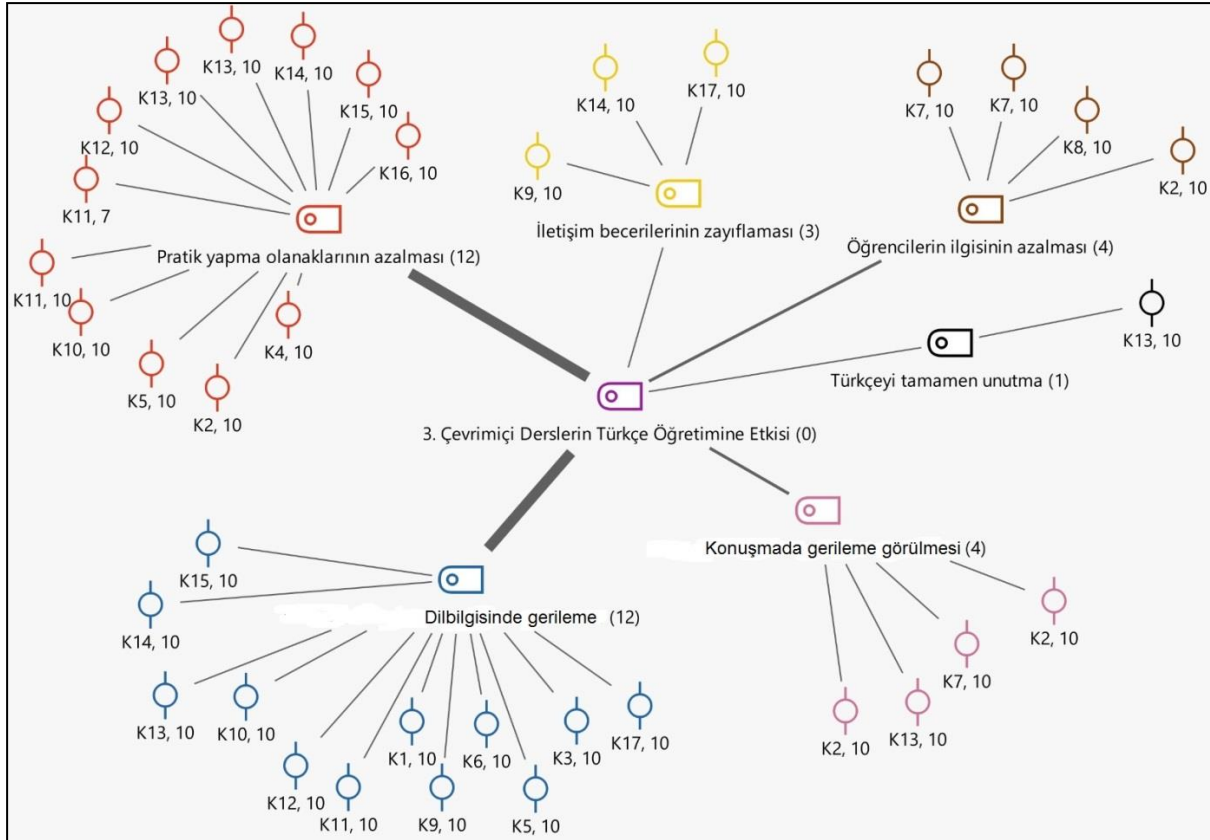 K13, 10
K14, 10
K13, 10
K15, 10
K12, 10
K16, 10
K11, 7
Pratik yapma olanaklarının azalması (12)
K11, 10
K10, 10
K4, 10
K5, 10
K2, 10
K17, 10
K14, 10
K9, 10
İletişim becerilerinin zayıflaması (3)
K7, 10
K7, 10
K8, 10
K2, 10
Öğrencilerin ilgisinin azalması (4)
K13, 10
Türkçeyi tamamen unutma (1)
3. Çevrimiçi Derslerin Türkçe Öğretimine Etkisi (0)
Konuşmada gerileme görülmesi (4)
K2, 10
K7, 10
K13, 10
K2, 10
K15, 10
K14, 10
Dilbilgisinde gerileme (12)
K13, 10
K10, 10
K1, 10
K6, 10
K3, 10
K17, 10
K12, 10
K11, 10
K9, 10
K5, 10